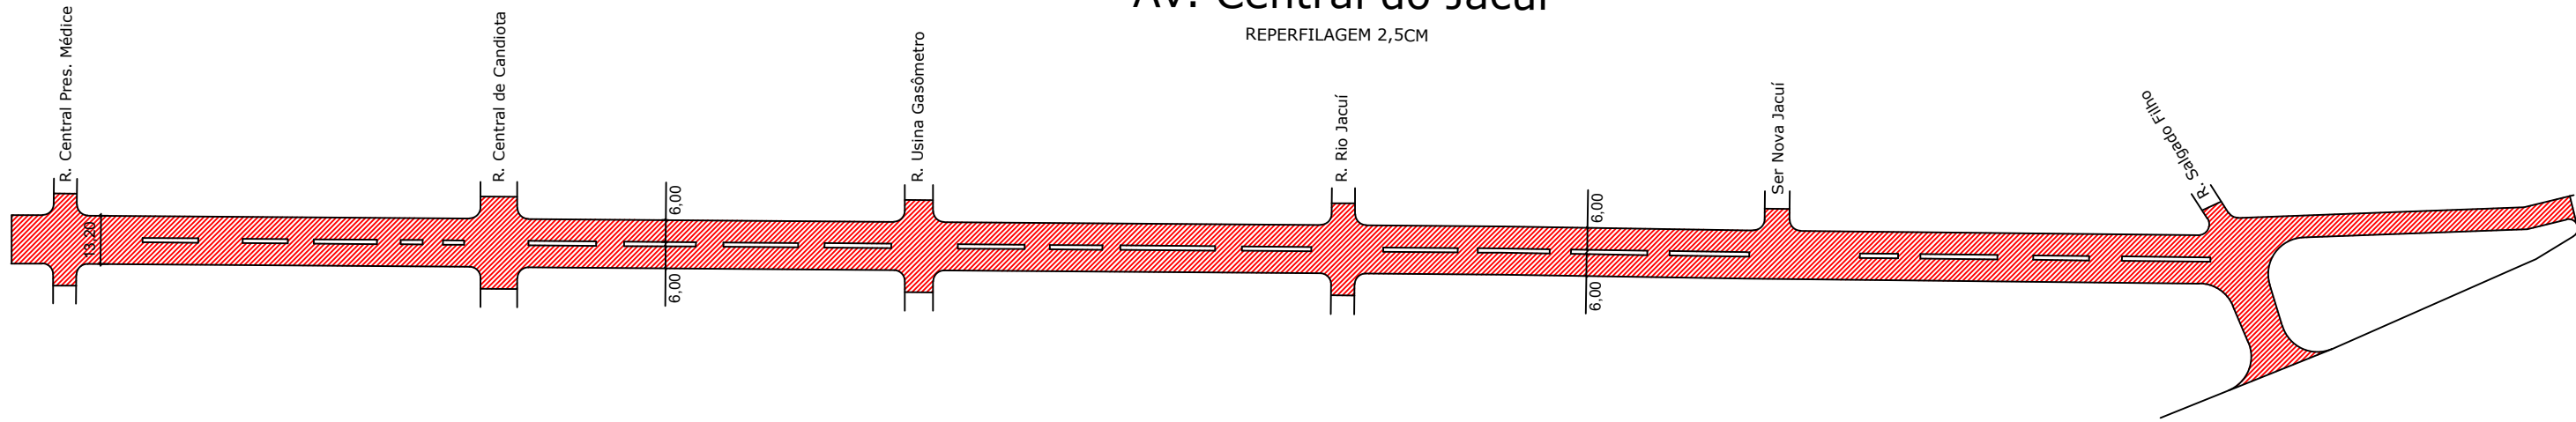 Av. Central do Jacuí
REPERFILAGEM 2,5CM
R. Central Pres. Médice
R. Central de Candiota
R. Usina Gasômetro
R. Rio Jacuí
Ser Nova Jacuí
R. Salgado Filho
13,20
6,00
6,00
6,00
6,00